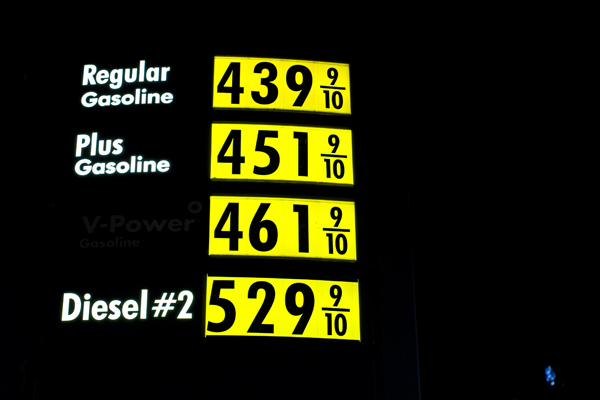 Regular
Gasoline
439 9/10
Plus
Gasoline
451 9/10
V-Power
Gasoline
461 9/10
Diesel #2
529 9/10